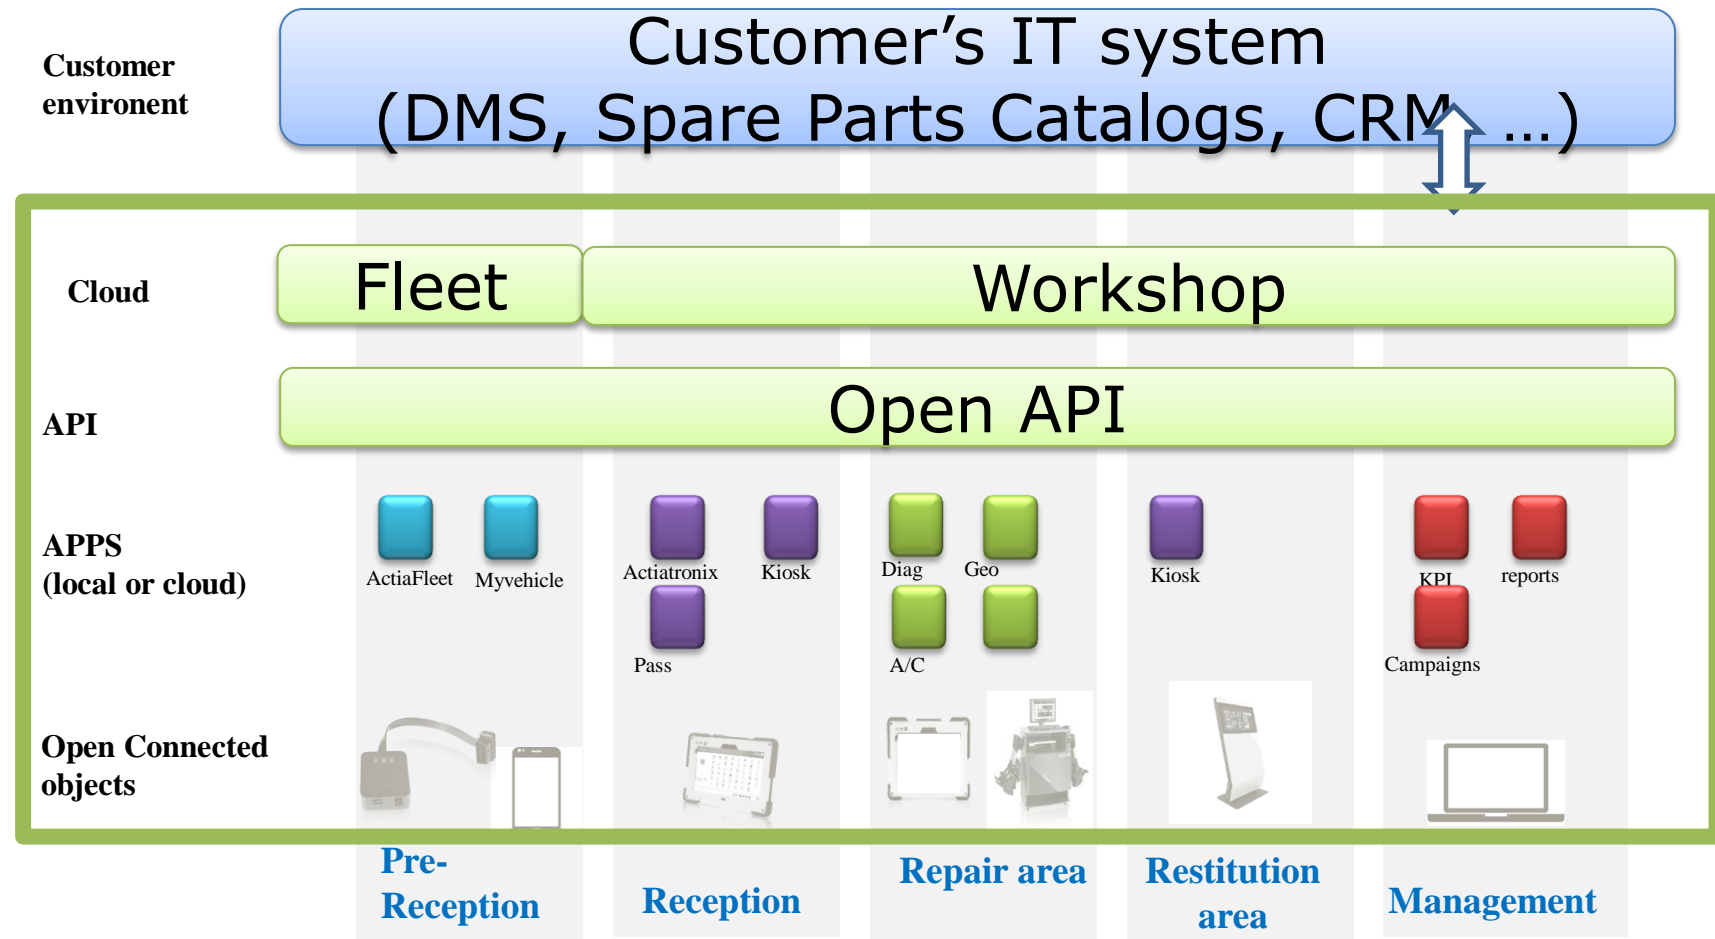 Customer’s IT system
(DMS, Spare Parts Catalogs, CRM, …)
Customer
environent
Cloud
Fleet
Workshop
API
Open API
APPS
(local or cloud)
ActiaFleet
Myvehicle
Actiatronix
Kiosk
Pass
Diag
Geo
A/C
Kiosk
KPI
reports
Campaigns
Open Connected
objects
Pre-
Reception
Reception
Repair area
Restitution
area
Management